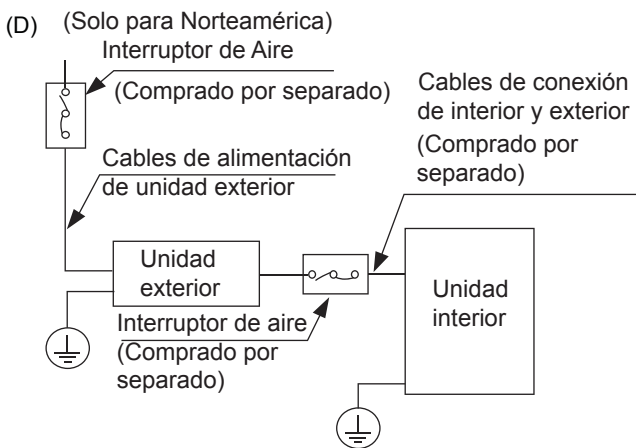 (D) (Solo para Norteamérica)
Interruptor de Aire
(Comprado por separado)
Cables de conexión
de interior y exterior
(Comprado por
separado)
Cables de alimentación
de unidad exterior
Unidad
exterior
Interruptor de aire
(Comprado por
separado)
Unidad
interior